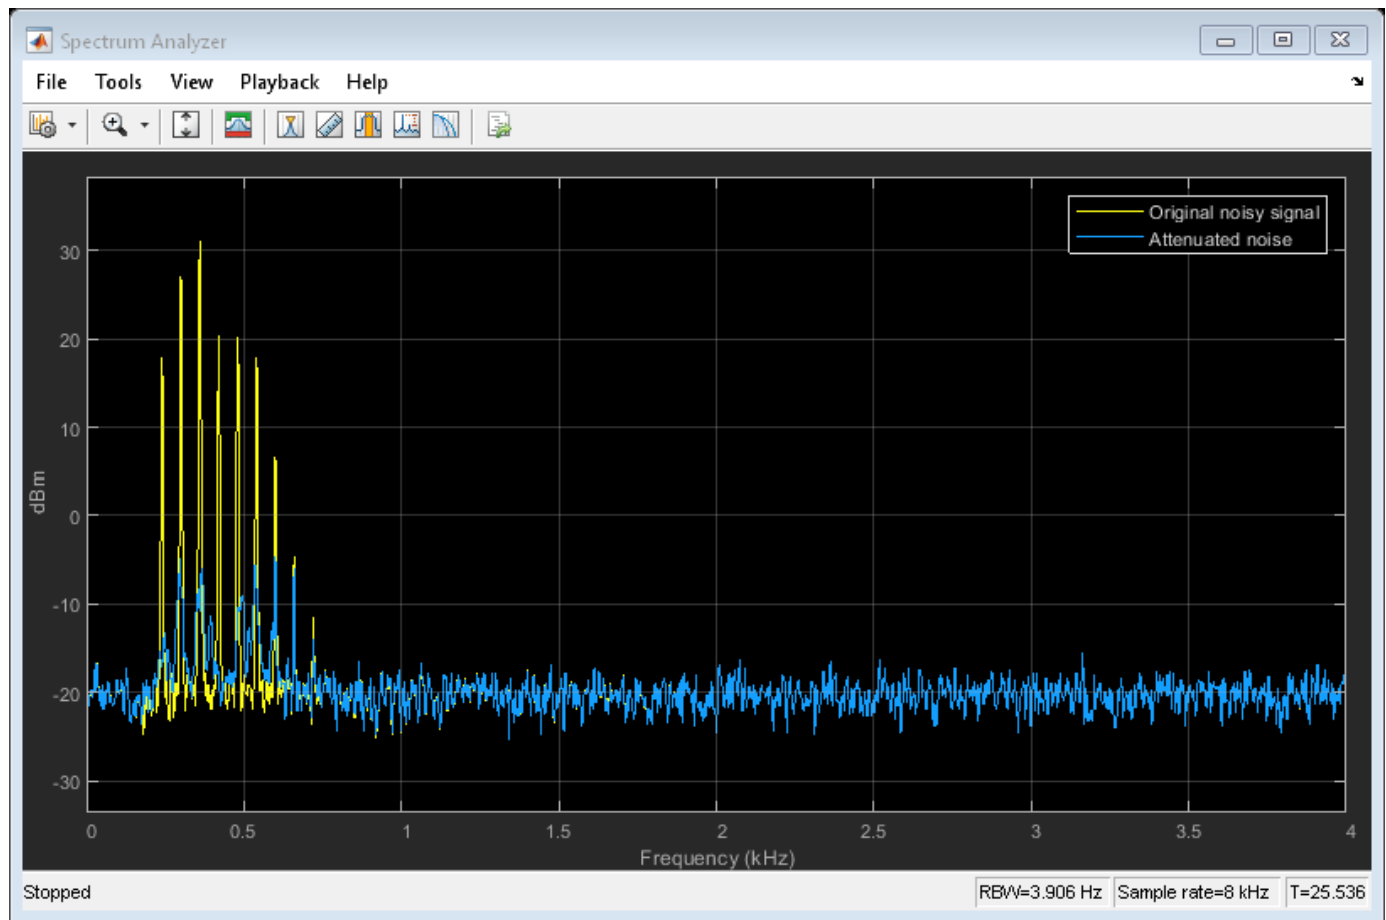 Spectrum Analyzer
File Tools View Playback Help
Original noisy signal
Attenuated noise
30
20
10
0
-10
-20
-30
dBm
0 0.5 1 1.5 2 2.5 3 3.5 4
Frequency (kHz)
Stopped RBW=3.906 Hz Sample rate=8 kHz T=25.536